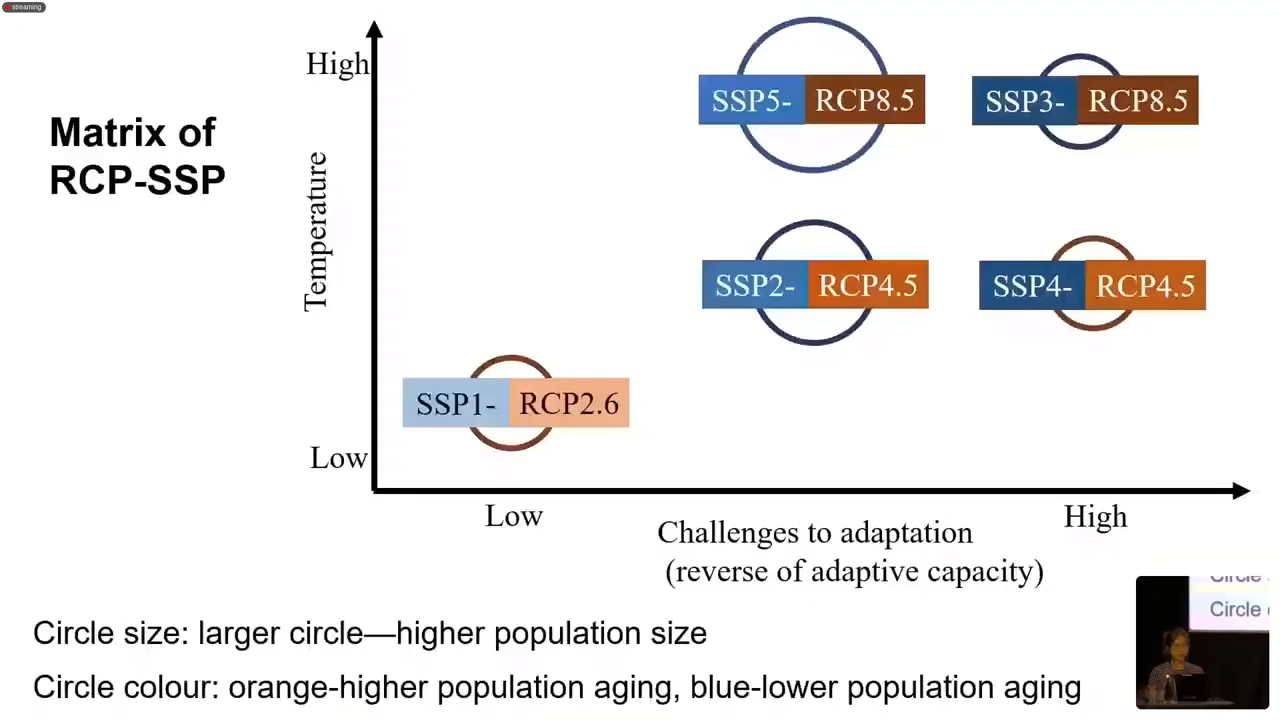 streaming
Matrix of
RCP-SSP
High
Temperature
Low
SSP5- RCP8.5
SSP3- RCP8.5
SSP2- RCP4.5
SSP4- RCP4.5
SSP1- RCP2.6
Low
High
Challenges to adaptation
(reverse of adaptive capacity)
Circle size: larger circle—higher population size
Circle colour: orange-higher population aging, blue-lower population aging
Circle
Circle